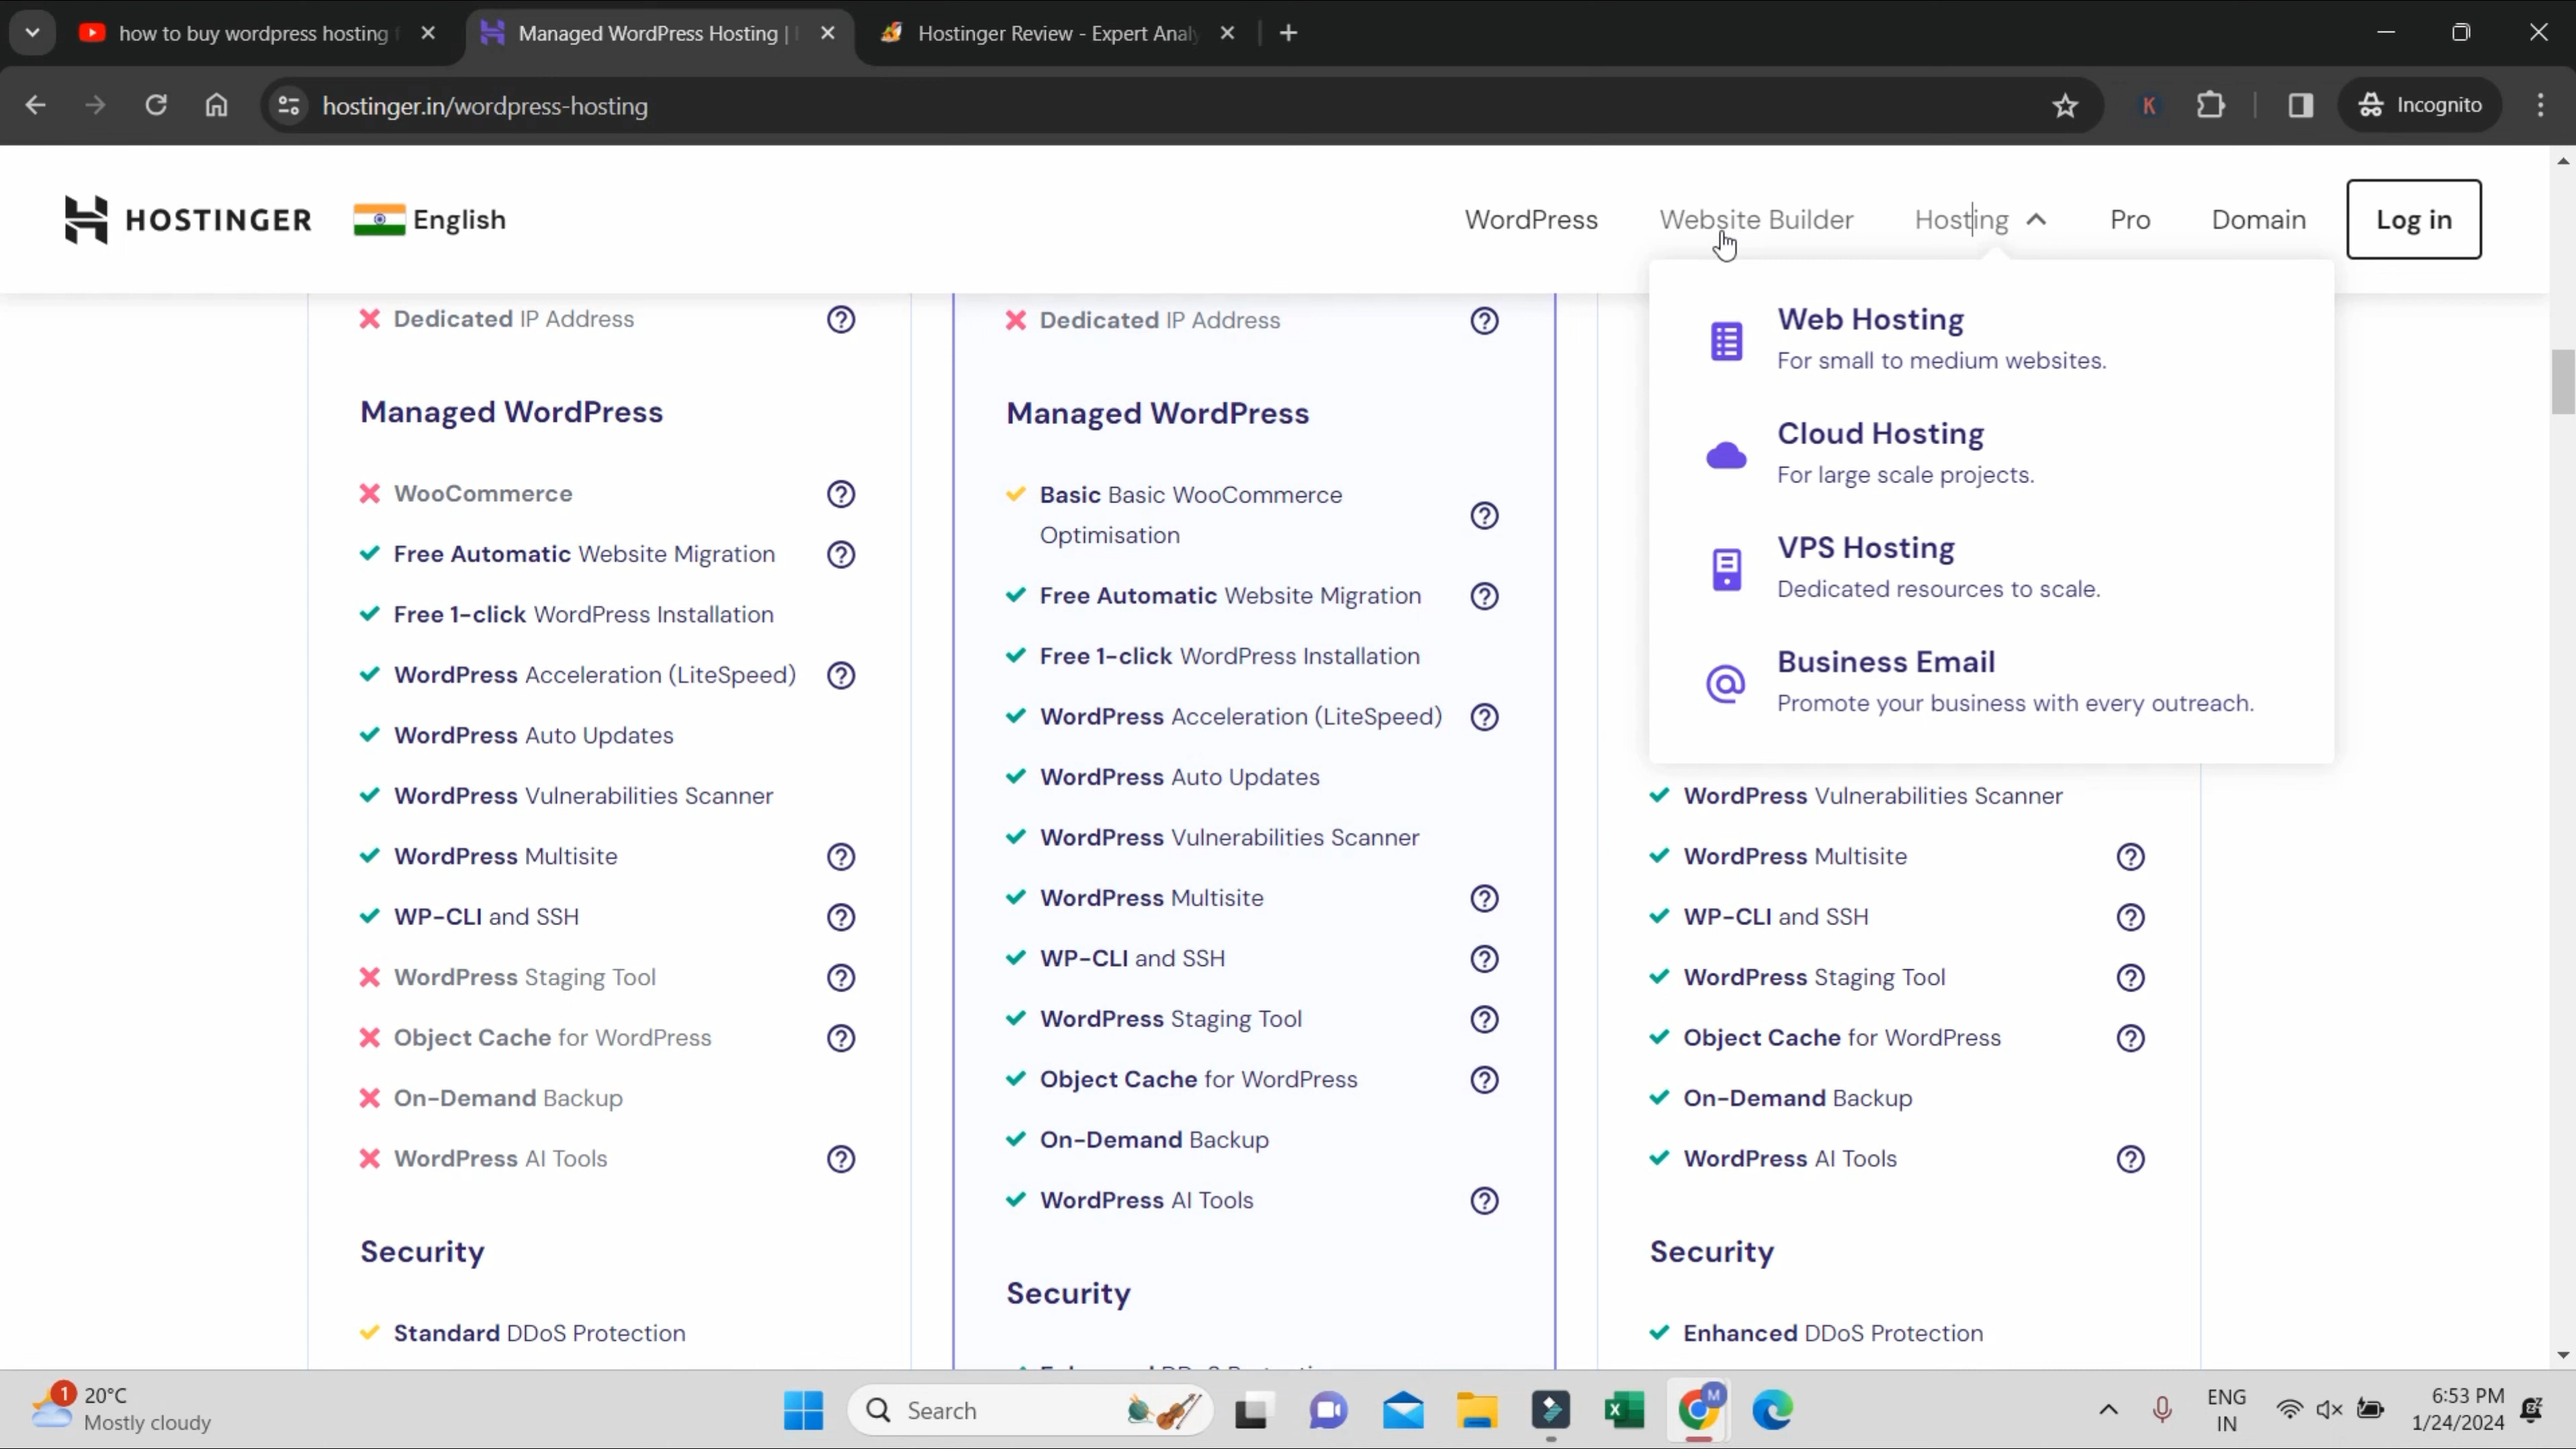 how to buy wordpress hosting
Managed WordPress Hosting |
Hostinger Review - Expert Analy
hostinger.in/wordpress-hosting
K
Incognito
HOSTINGER
English
WordPress
Website Builder
Hosting
Pro
Domain
Log in
Dedicated IP Address
Managed WordPress
WooCommerce
Free Automatic Website Migration
Free 1-click WordPress Installation
WordPress Acceleration (LiteSpeed)
WordPress Auto Updates
WordPress Vulnerabilities Scanner
WordPress Multisite
WP-CLI and SSH
WordPress Staging Tool
Object Cache for WordPress
On-Demand Backup
WordPress AI Tools
Security
Standard DDoS Protection
Dedicated IP Address
Managed WordPress
Basic Basic WooCommerce
Optimisation
Free Automatic Website Migration
Free 1-click WordPress Installation
WordPress Acceleration (LiteSpeed)
WordPress Auto Updates
WordPress Vulnerabilities Scanner
WordPress Multisite
WP-CLI and SSH
WordPress Staging Tool
Object Cache for WordPress
On-Demand Backup
WordPress AI Tools
Security
Web Hosting
For small to medium websites.
Cloud Hosting
For large scale projects.
VPS Hosting
Dedicated resources to scale.
Business Email
Promote your business with every outreach.
WordPress Vulnerabilities Scanner
WordPress Multisite
WP-CLI and SSH
WordPress Staging Tool
Object Cache for WordPress
On-Demand Backup
WordPress AI Tools
Security
Enhanced DDoS Protection
1
20°C
Mostly cloudy
Search
M
ENG
IN
6:53 PM
1/24/2024